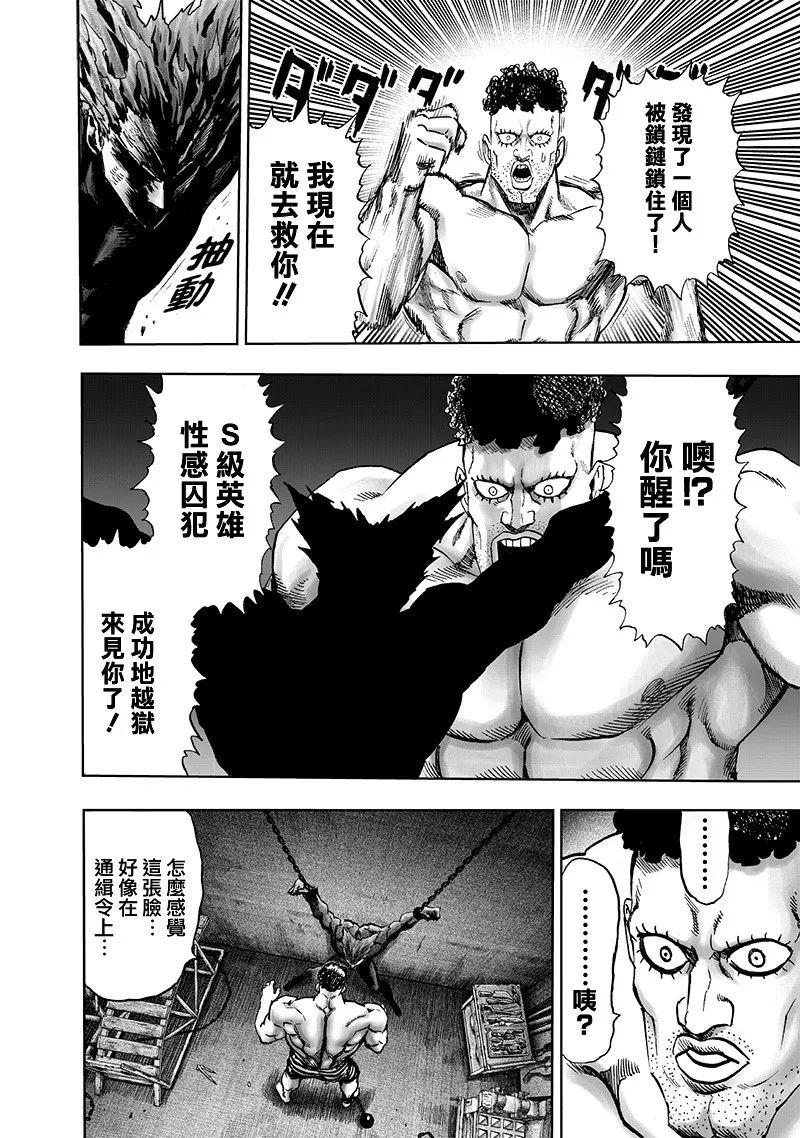 發現了一個人
被鎖鏈鎖住了！
ダ
ダ
ダ
我現在
就去救你!!
抽動
噢!?
你醒了嗎
S級英雄
性感囚犯
成功地越獄
來見你了！
………
………
咦？
怎麼感覺
這張臉…
好像在
通緝令上…